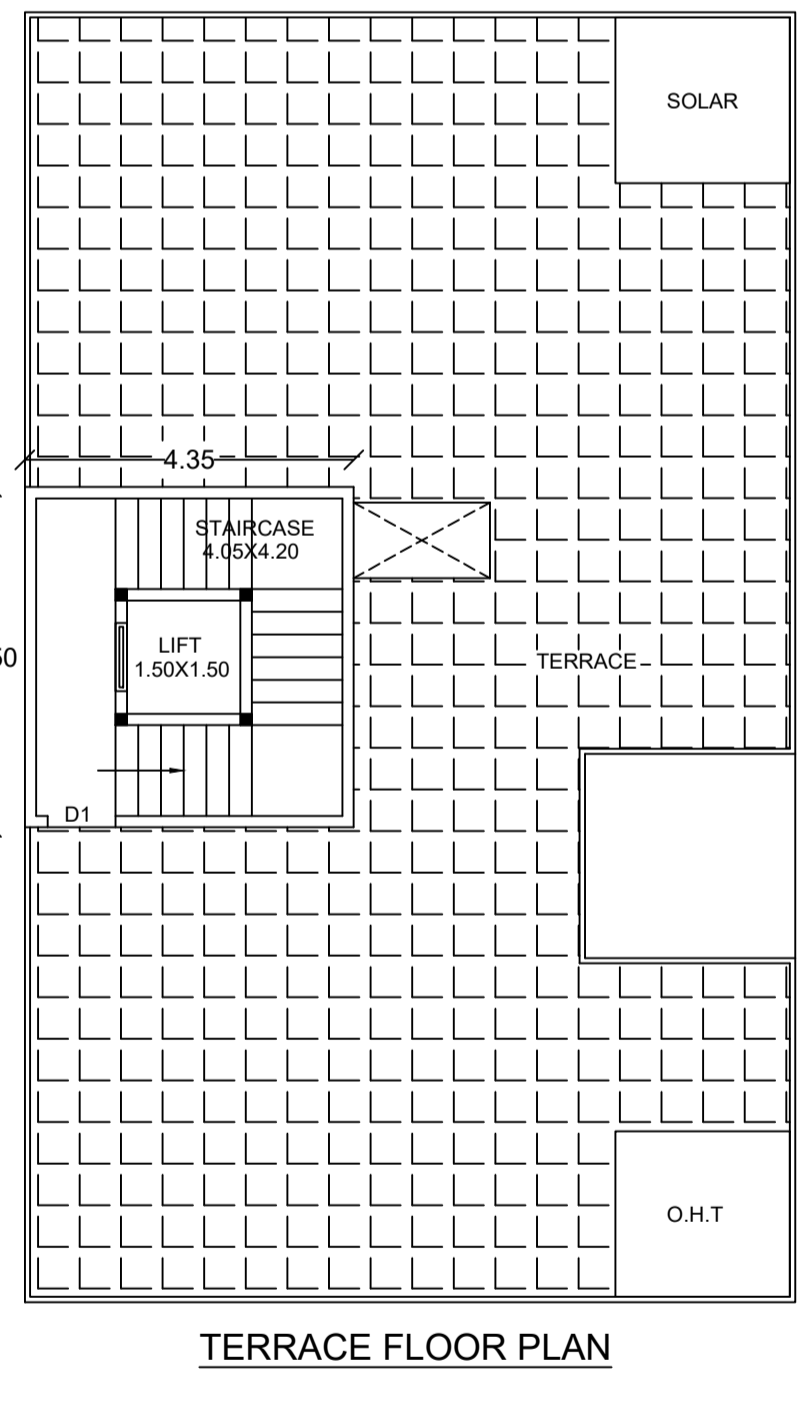 SOLAR
4.35
STAIRCASE
4.05X4.20
LIFT
1.50X1.50
TERRACE
D1
O.H.T
TERRACE FLOOR PLAN